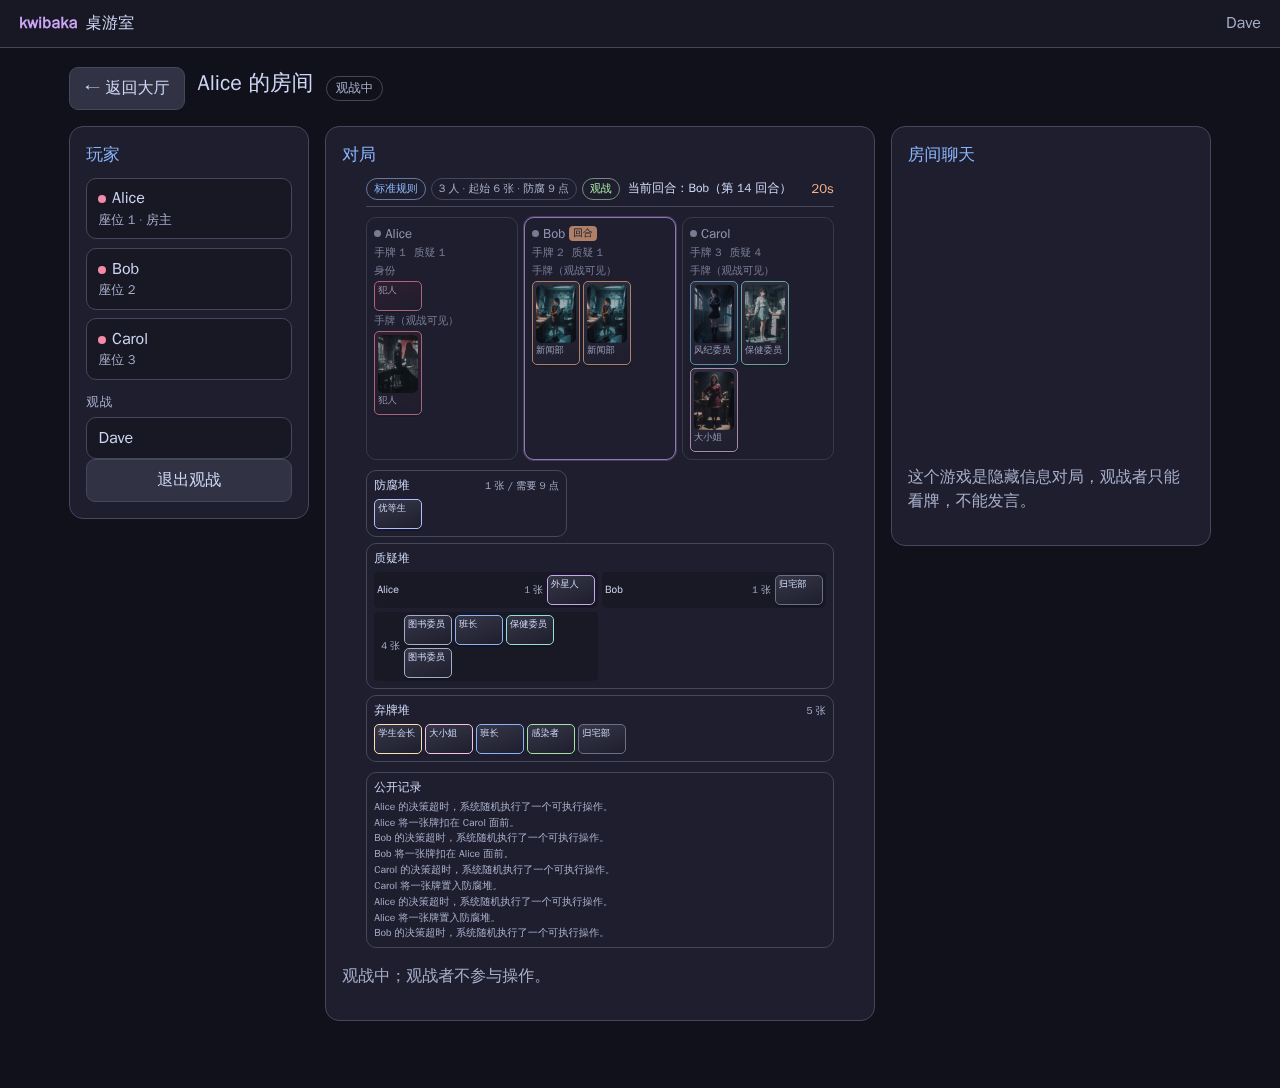 kwibaka 桌游室
Dave
← 返回大厅
Alice 的房间
观战中
玩家
Alice
座位 1 · 房主
Bob
座位 2
Carol
座位 3
观战
Dave
退出观战
对局
标准规则
3 人 · 起始 6 张 · 防腐 9 点
观战
当前回合：Bob（第 14 回合）
20s
Alice
手牌 1 质疑 1
身份
犯人
手牌（观战可见）
犯人
Bob 回合
手牌 2 质疑 1
手牌（观战可见）
新闻部
新闻部
Carol
手牌 3 质疑 4
手牌（观战可见）
风纪委员
保健委员
大小姐
防腐堆
1 张 / 需要 9 点
优等生
质疑堆
Alice
1 张
外星人
Bob
1 张
归宅部
4 张
图书委员
班长
保健委员
图书委员
弃牌堆
5 张
学生会长
大小姐
班长
感染者
归宅部
公开记录
Alice 的决策超时，系统随机执行了一个可执行操作。
Alice 将一张牌扣在 Carol 面前。
Bob 的决策超时，系统随机执行了一个可执行操作。
Bob 将一张牌扣在 Alice 面前。
Carol 的决策超时，系统随机执行了一个可执行操作。
Carol 将一张牌置入防腐堆。
Alice 的决策超时，系统随机执行了一个可执行操作。
Alice 将一张牌置入防腐堆。
Bob 的决策超时，系统随机执行了一个可执行操作。
观战中；观战者不参与操作。
房间聊天
这个游戏是隐藏信息对局，观战者只能
看牌，不能发言。